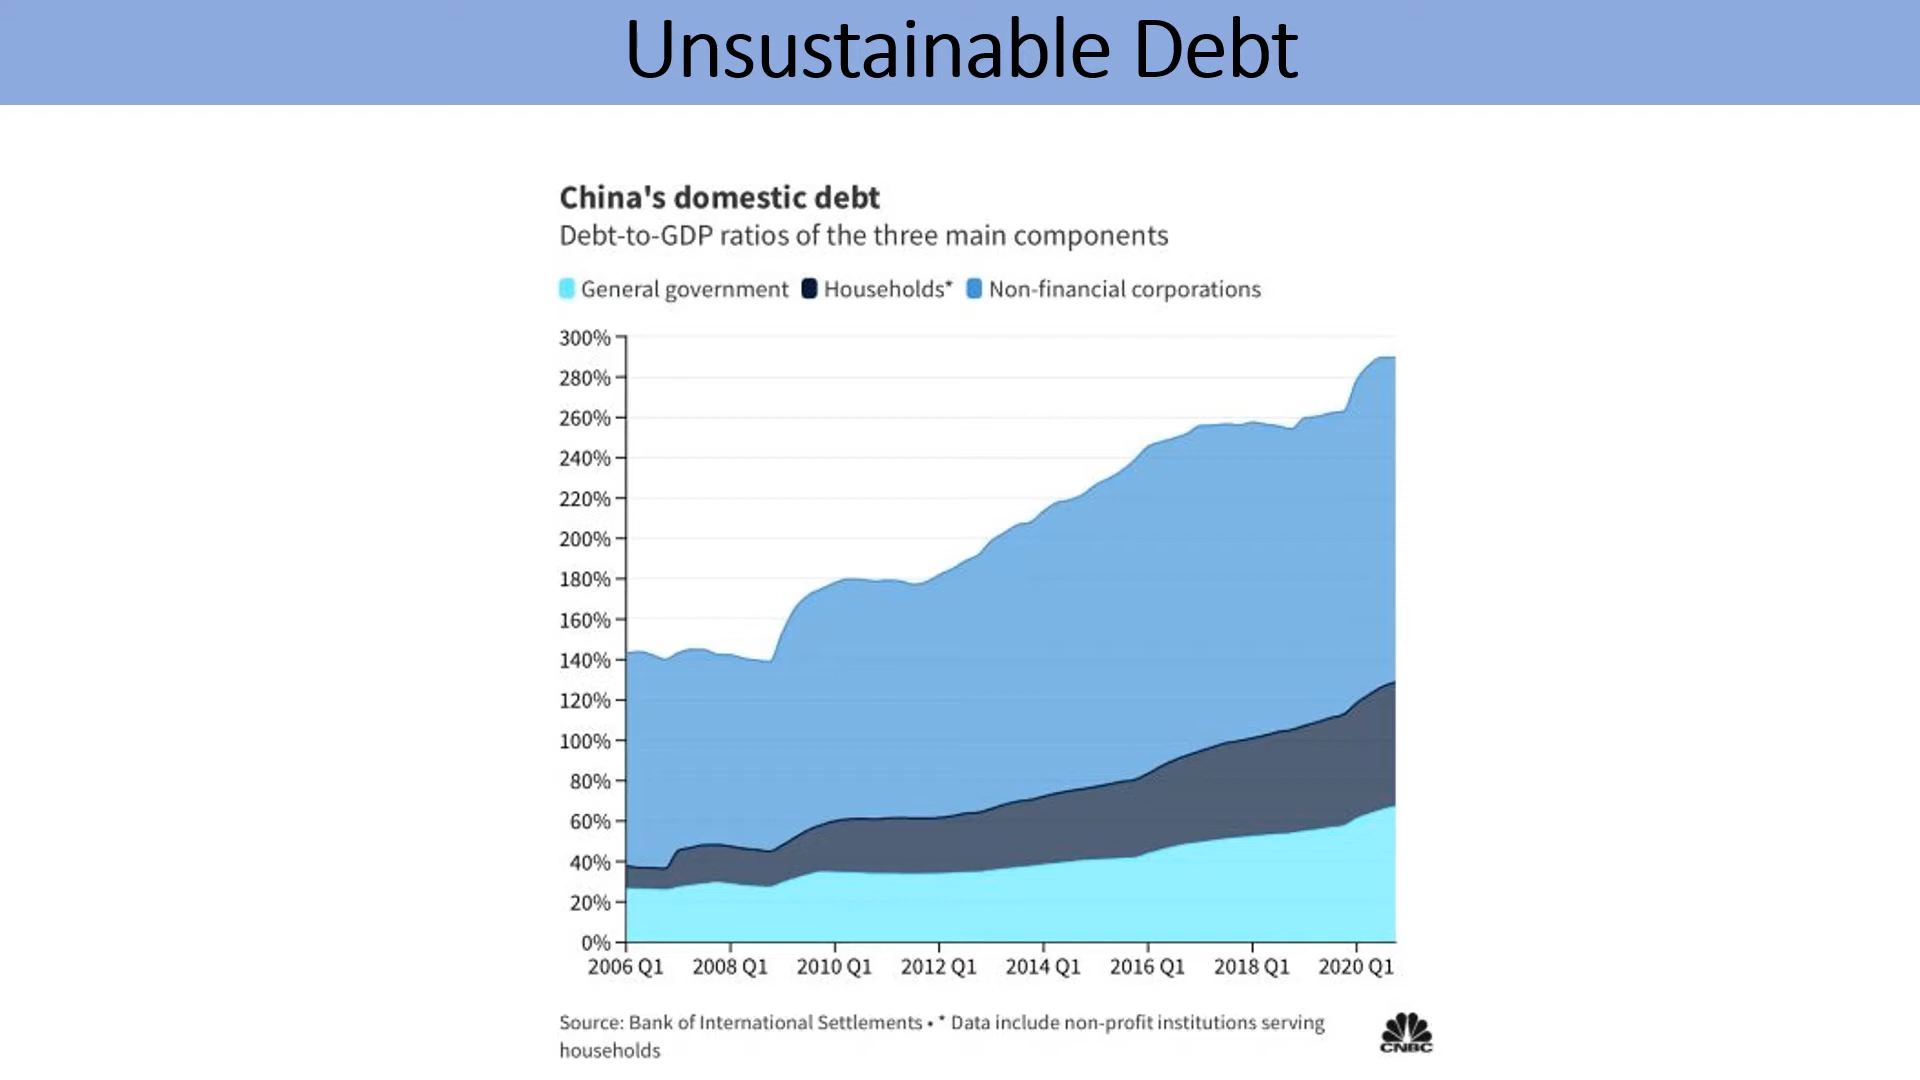 Unsustainable Debt
China's domestic debt
Debt-to-GDP ratios of the three main components
General government Households* Non-financial corporations
300%
280%
260%
240%
220%
200%
180%
160%
140%
120%
100%
80%
60%
40%
20%
0%
2006 Q1 2008 Q1 2010 Q1 2012 Q1 2014 Q1 2016 Q1 2018 Q1 2020 Q1
Source: Bank of International Settlements • * Data include non-profit institutions serving
households
CNBC